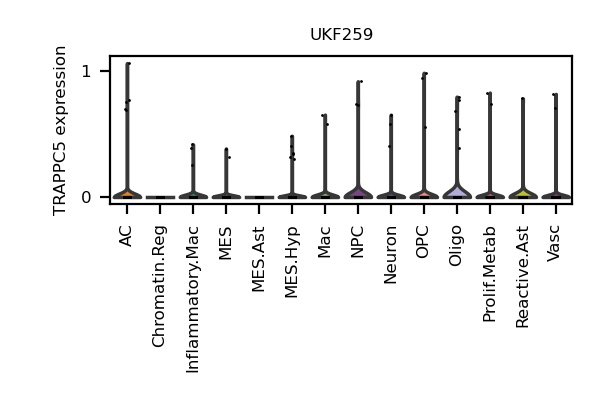 UKF259
TRAPPC5 expression
1
0
AC
Chromatin.Reg
Inflammatory.Mac
MES
MES.Ast
MES.Hyp
Mac
NPC
Neuron
OPC
Oligo
Prolif.Metab
Reactive.Ast
Vasc